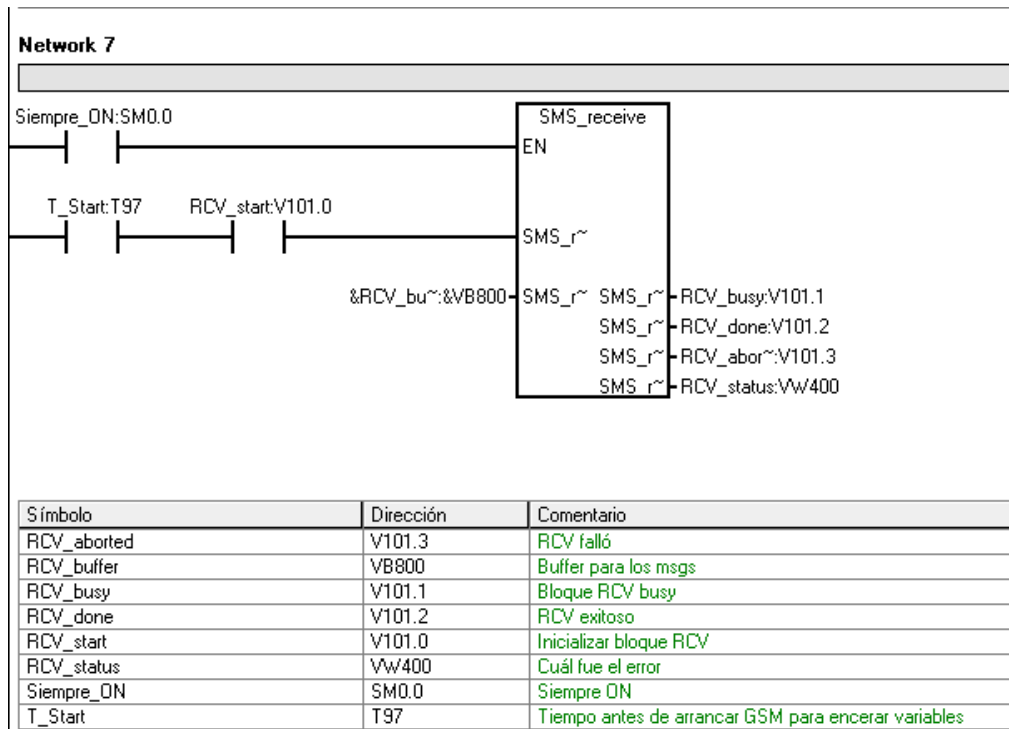 Network 7
Siempre_ON:SM0.0
SMS_receive
EN
T_Start:T97 RCV_start:V101.0
SMS_r~
&RCV_bu~:&VB800 SMS_r~ SMS_r~ RCV_busy:V101.1
SMS_r~ RCV_done:V101.2
SMS_r~ RCV_abor~:V101.3
SMS_r~ RCV_status:VW400
Símbolo Dirección Comentario
RCV_aborted V101.3 RCV falló
RCV_buffer VB800 Buffer para los msgs
RCV_busy V101.1 Bloque RCV busy
RCV_done V101.2 RCV exitoso
RCV_start V101.0 Inicializar bloque RCV
RCV_status VW400 Cuál fue el error
Siempre_ON SM0.0 Siempre ON
T_Start T97 Tiempo antes de arrancar GSM para encerar variables